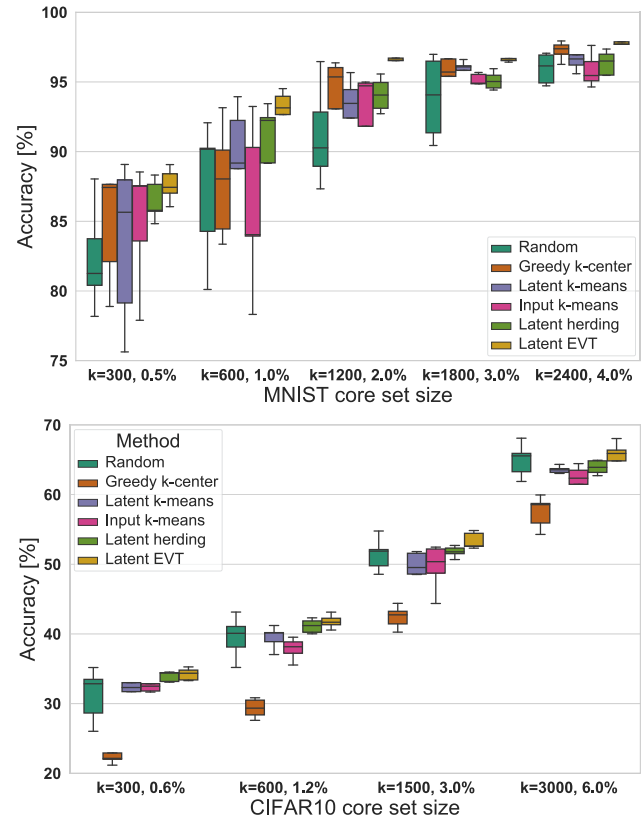 100
95
90
85
80
75
Accuracy [%]
Random
Greedy k-center
Latent k-means
Input k-means
Latent herding
Latent EVT
k=300, 0.5% k=600, 1.0% k=1200, 2.0% k=1800, 3.0% k=2400, 4.0%
MNIST core set size
70
60
50
40
30
20
Accuracy [%]
Method
Random
Greedy k-center
Latent k-means
Input k-means
Latent herding
Latent EVT
k=300, 0.6% k=600, 1.2% k=1500, 3.0% k=3000, 6.0%
CIFAR10 core set size